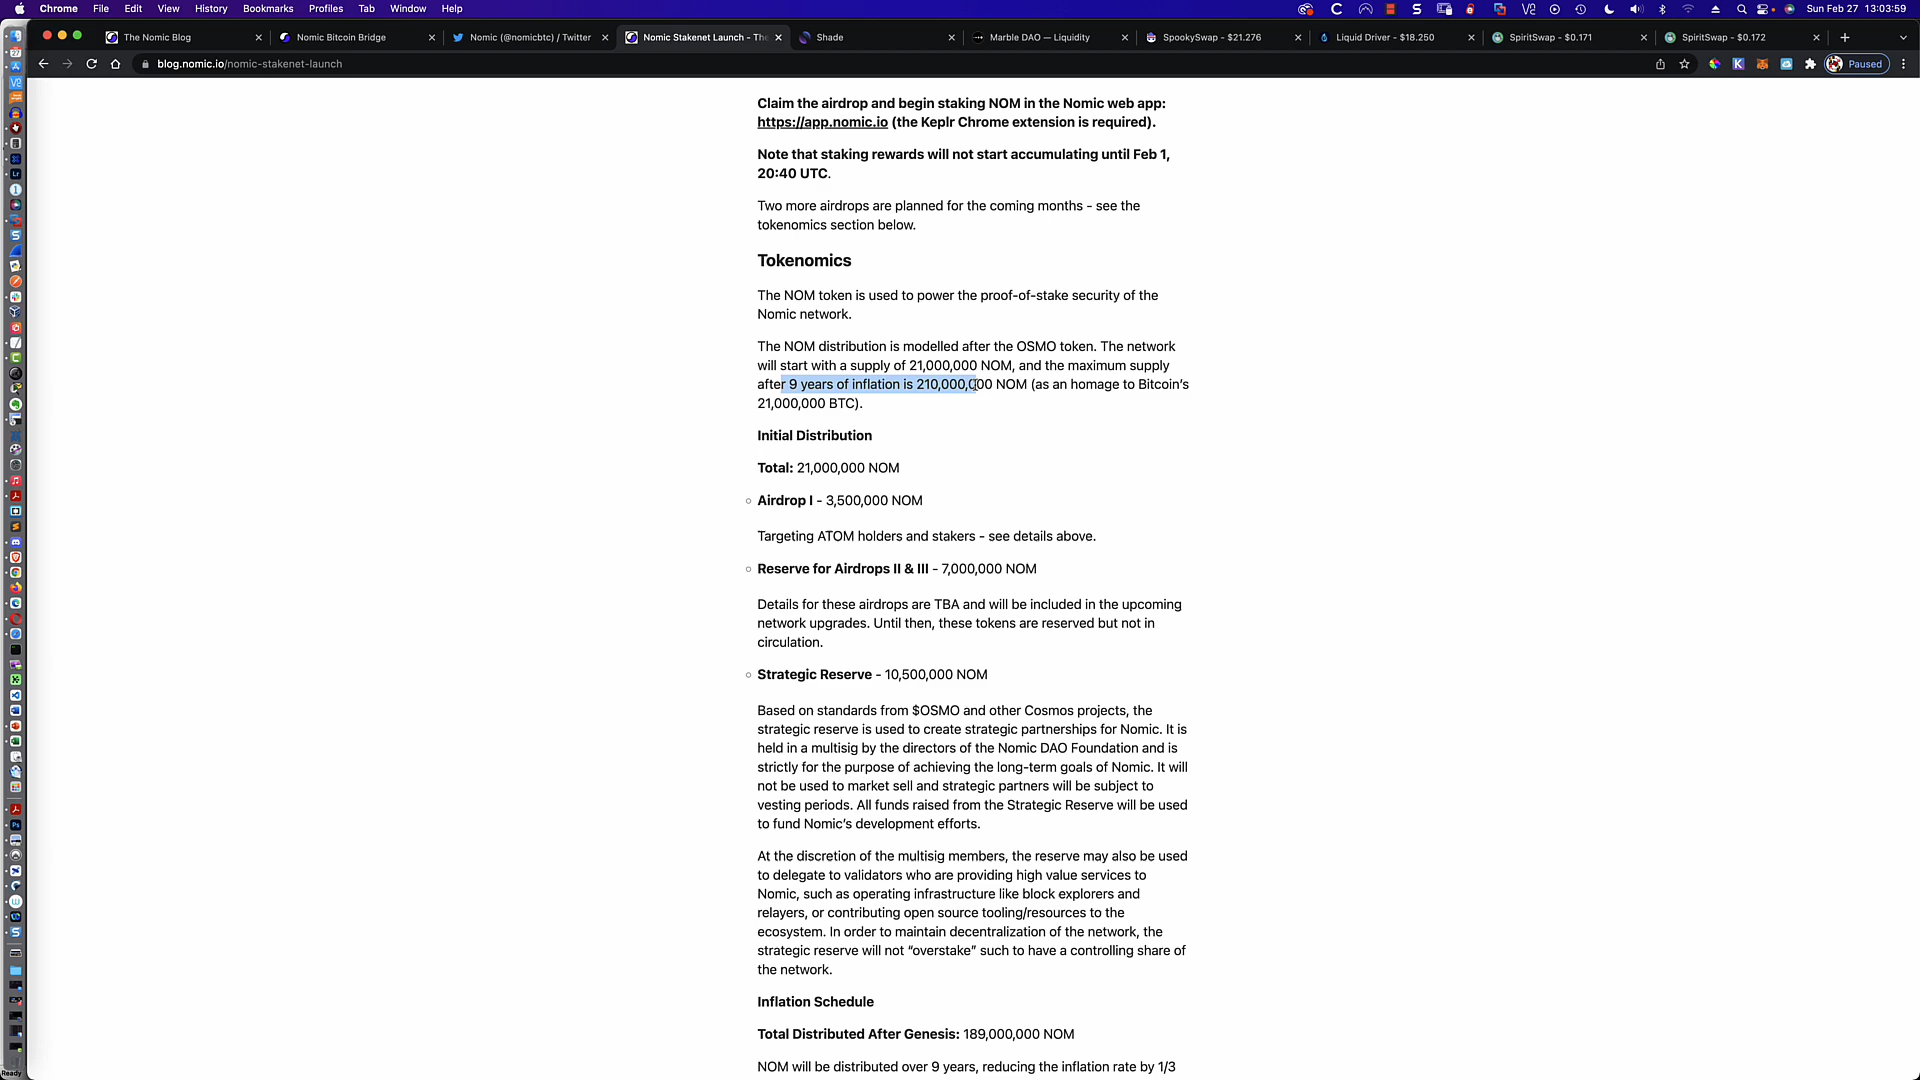 Chrome File Edit View History Bookmarks Profiles Tab Window Help Sun Feb 27 13:03:59
The Nomic Blog Nomic Bitcoin Bridge Nomic (@nomicbtc) / Twitter Nomic Stakenet Launch - The Shade Marble DAO — Liquidity SpookySwap - $21.276 Liquid Driver - $18.250 SpiritSwap - $0.171 SpiritSwap - $0.172
blog.nomic.io/nomic-stakenet-launch Paused
Claim the airdrop and begin staking NOM in the Nomic web app:
https://app.nomic.io (the Keplr Chrome extension is required).
Note that staking rewards will not start accumulating until Feb 1,
20:40 UTC.
Two more airdrops are planned for the coming months - see the
tokenomics section below.
Tokenomics
The NOM token is used to power the proof-of-stake security of the
Nomic network.
The NOM distribution is modelled after the OSMO token. The network
will start with a supply of 21,000,000 NOM, and the maximum supply
after 9 years of inflation is 210,000,000 NOM (as an homage to Bitcoin’s
21,000,000 BTC).
Initial Distribution
Total: 21,000,000 NOM
Airdrop I - 3,500,000 NOM
Targeting ATOM holders and stakers - see details above.
Reserve for Airdrops II & III - 7,000,000 NOM
Details for these airdrops are TBA and will be included in the upcoming
network upgrades. Until then, these tokens are reserved but not in
circulation.
Strategic Reserve - 10,500,000 NOM
Based on standards from $OSMO and other Cosmos projects, the
strategic reserve is used to create strategic partnerships for Nomic. It is
held in a multisig by the directors of the Nomic DAO Foundation and is
strictly for the purpose of achieving the long-term goals of Nomic. It will
not be used to market sell and strategic partners will be subject to
vesting periods. All funds raised from the Strategic Reserve will be used
to fund Nomic’s development efforts.
At the discretion of the multisig members, the reserve may also be used
to delegate to validators who are providing high value services to
Nomic, such as operating infrastructure like block explorers and
relayers, or contributing open source tooling/resources to the
ecosystem. In order to maintain decentralization of the network, the
strategic reserve will not “overstake” such to have a controlling share of
the network.
Inflation Schedule
Total Distributed After Genesis: 189,000,000 NOM
NOM will be distributed over 9 years, reducing the inflation rate by 1/3
Ready